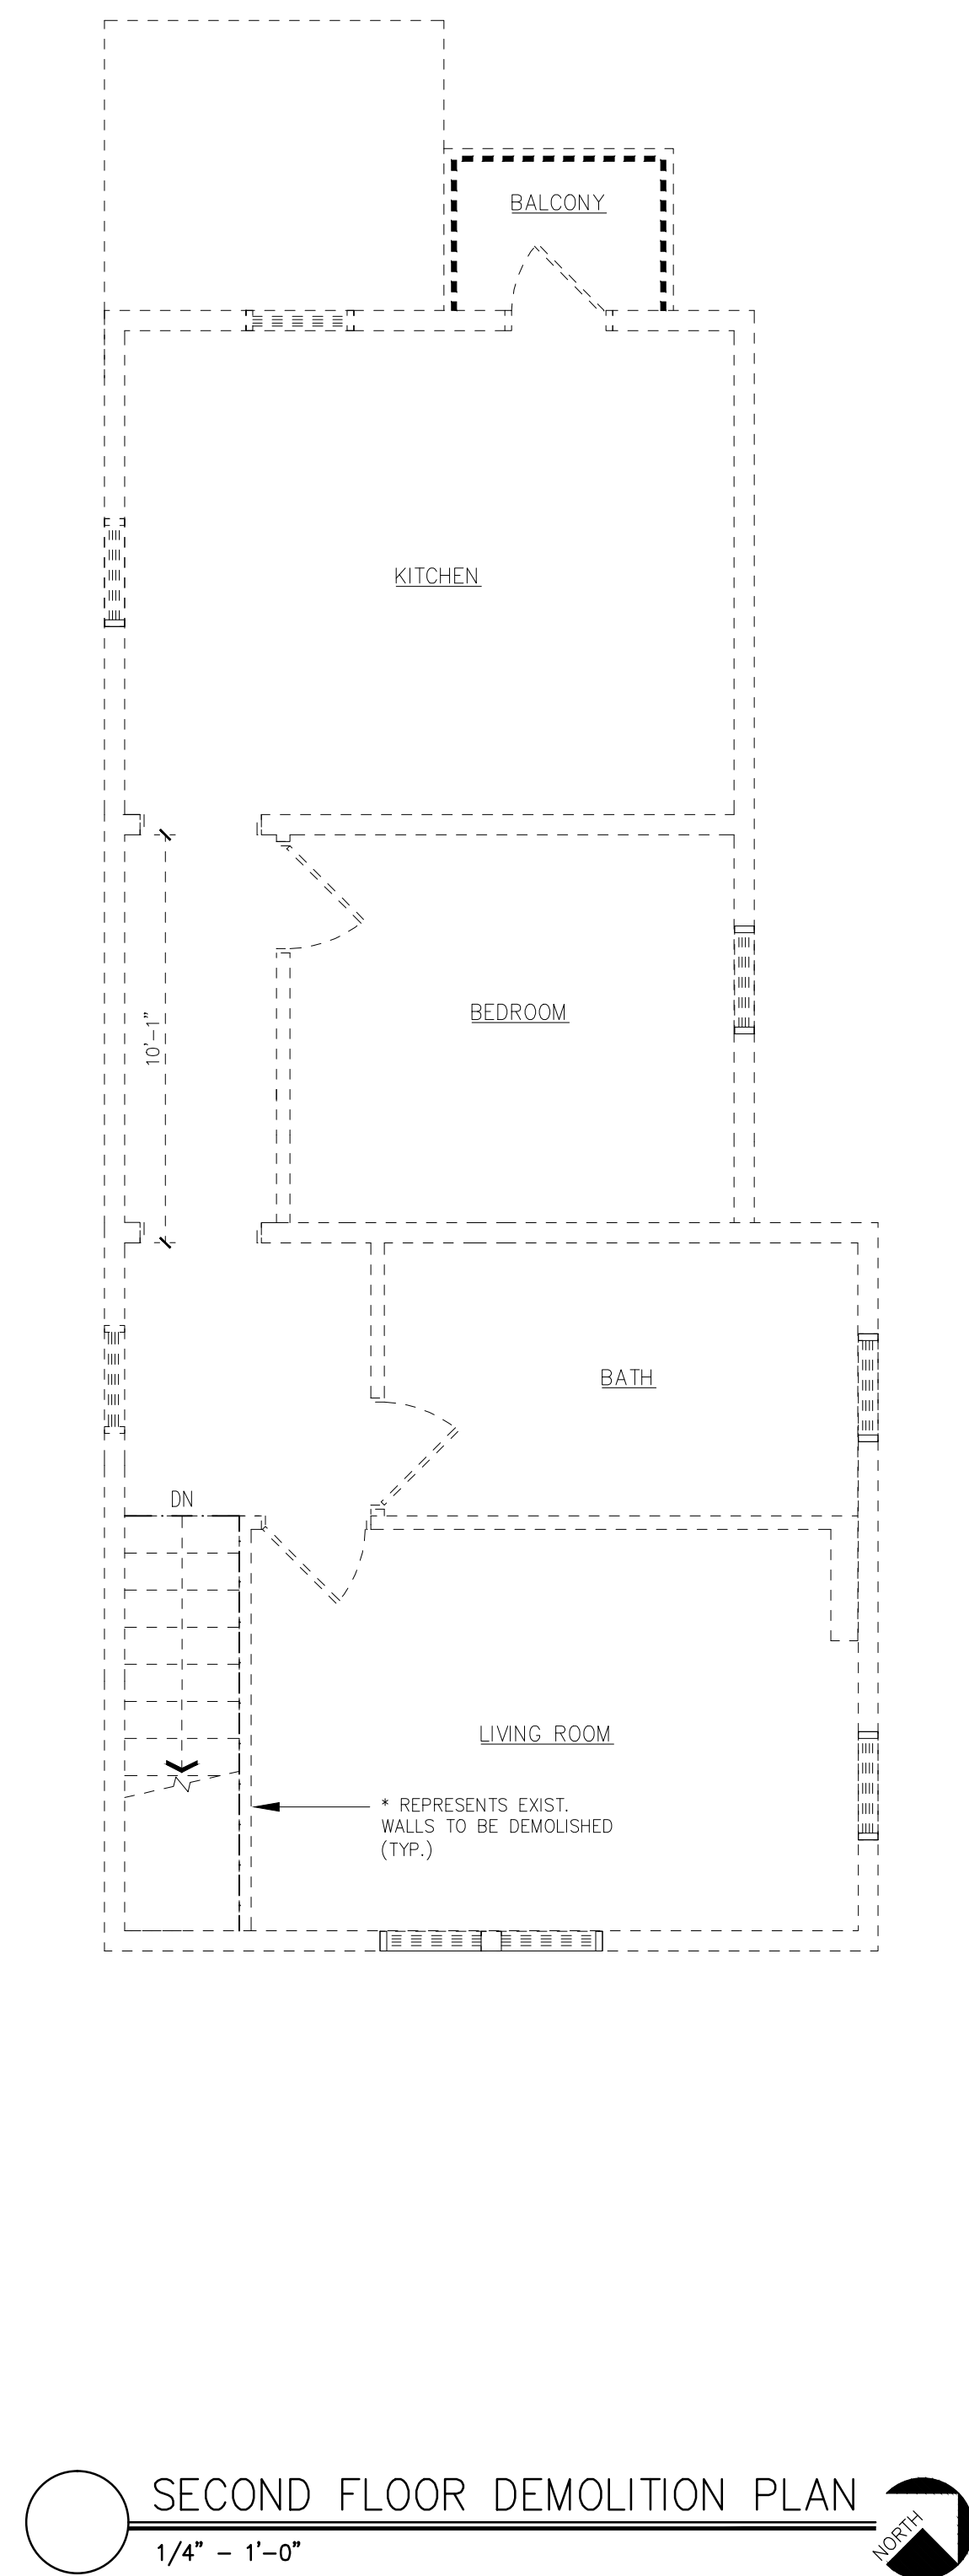 BALCONY
KITCHEN
10'-1"
BEDROOM
BATH
DN
LIVING ROOM
* REPRESENTS EXIST.
WALLS TO BE DEMOLISHED
(TYP.)
SECOND FLOOR DEMOLITION PLAN
1/4" - 1'-0"
NORTH